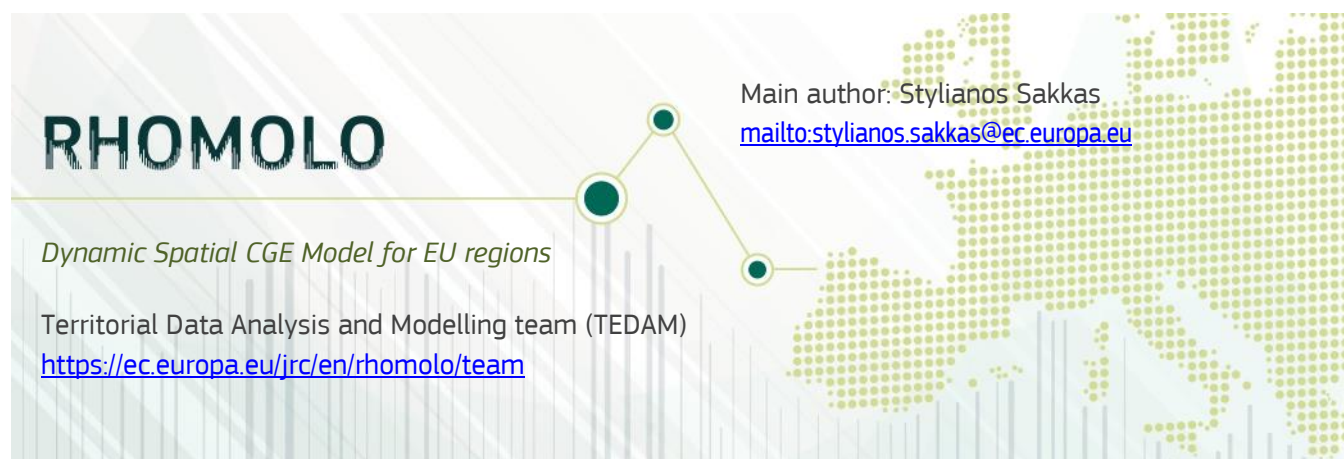 RHOMOLO
Dynamic Spatial CGE Model for EU regions
Territorial Data Analysis and Modelling team (TEDAM)
https://ec.europa.eu/jrc/en/rhomolo/team
Main author: Stylianos Sakkas
mailto:stylianos.sakkas@ec.europa.eu